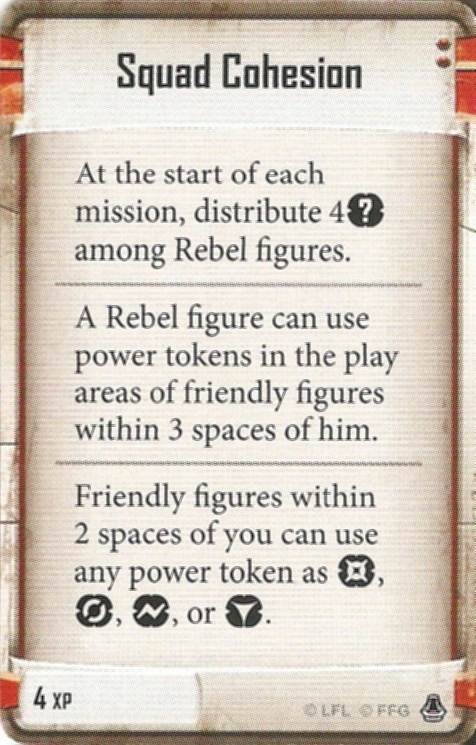 Squad Cohesion
At the start of each
mission, distribute 4 ?
among Rebel figures.
A Rebel figure can use
power tokens in the play
areas of friendly figures
within 3 spaces of him.
Friendly figures within
2 spaces of you can use
any power token as ,
, , or .
4 XP
© LFL © FFG